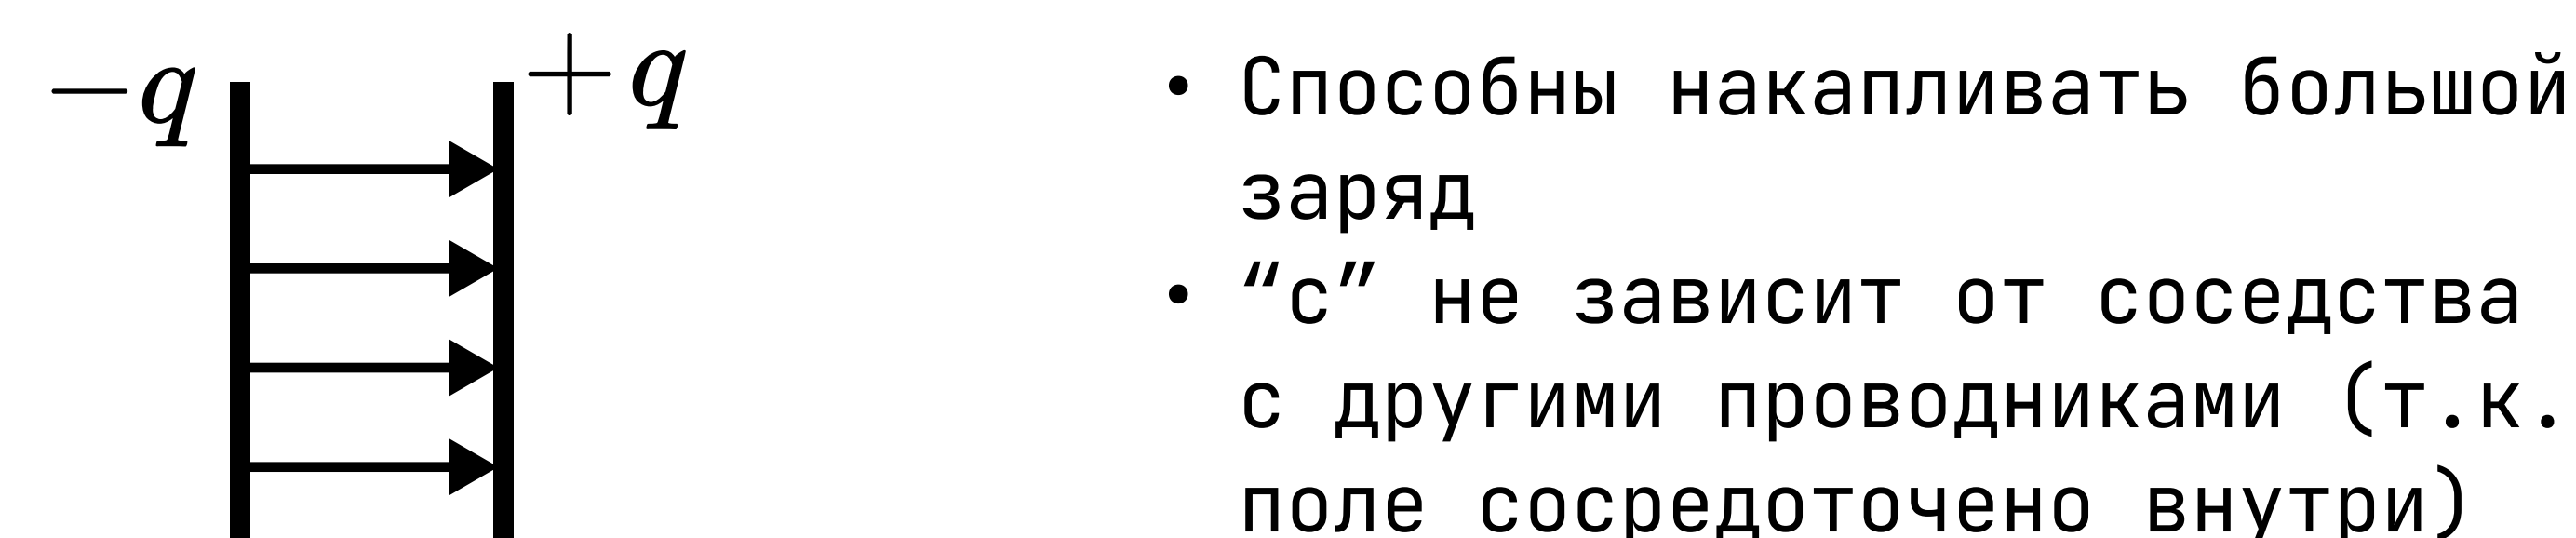 −q +q
• Способны накапливать большой
заряд
• “с” не зависит от соседства
с другими проводниками (т.к.
поле сосредоточено внутри)